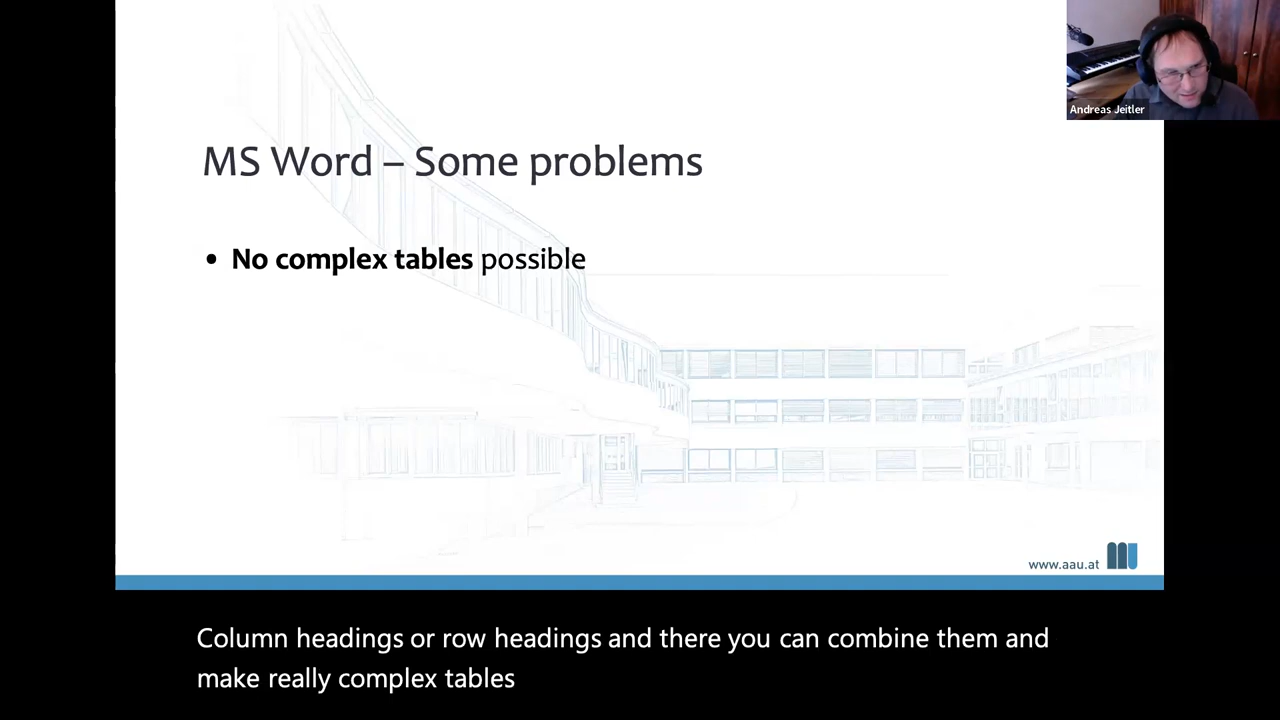 Andreas Jeitler
MS Word – Some problems
• No complex tables possible
www.aau.at
Column headings or row headings and there you can combine them and
make really complex tables